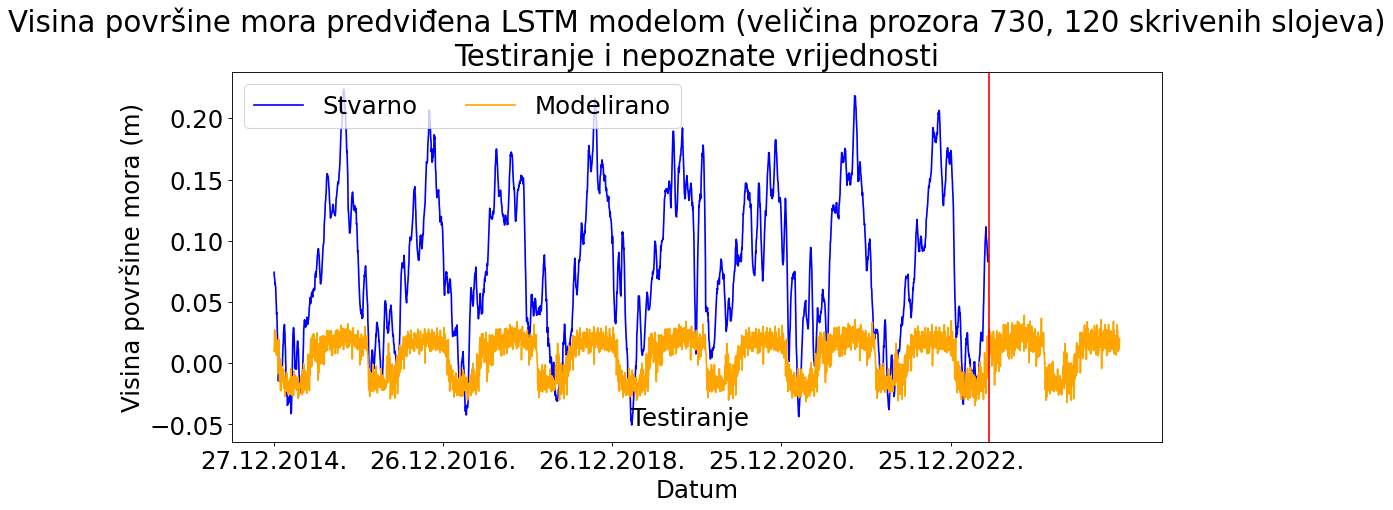 Visina površine mora predviđena LSTM modelom (veličina prozora 730, 120 skrivenih slojeva)
Testiranje i nepoznate vrijednosti
Stvarno Modelirano
Visina površine mora (m)
0.20
0.15
0.10
0.05
0.00
−0.05
Testiranje
27.12.2014. 26.12.2016. 26.12.2018. 25.12.2020. 25.12.2022.
Datum